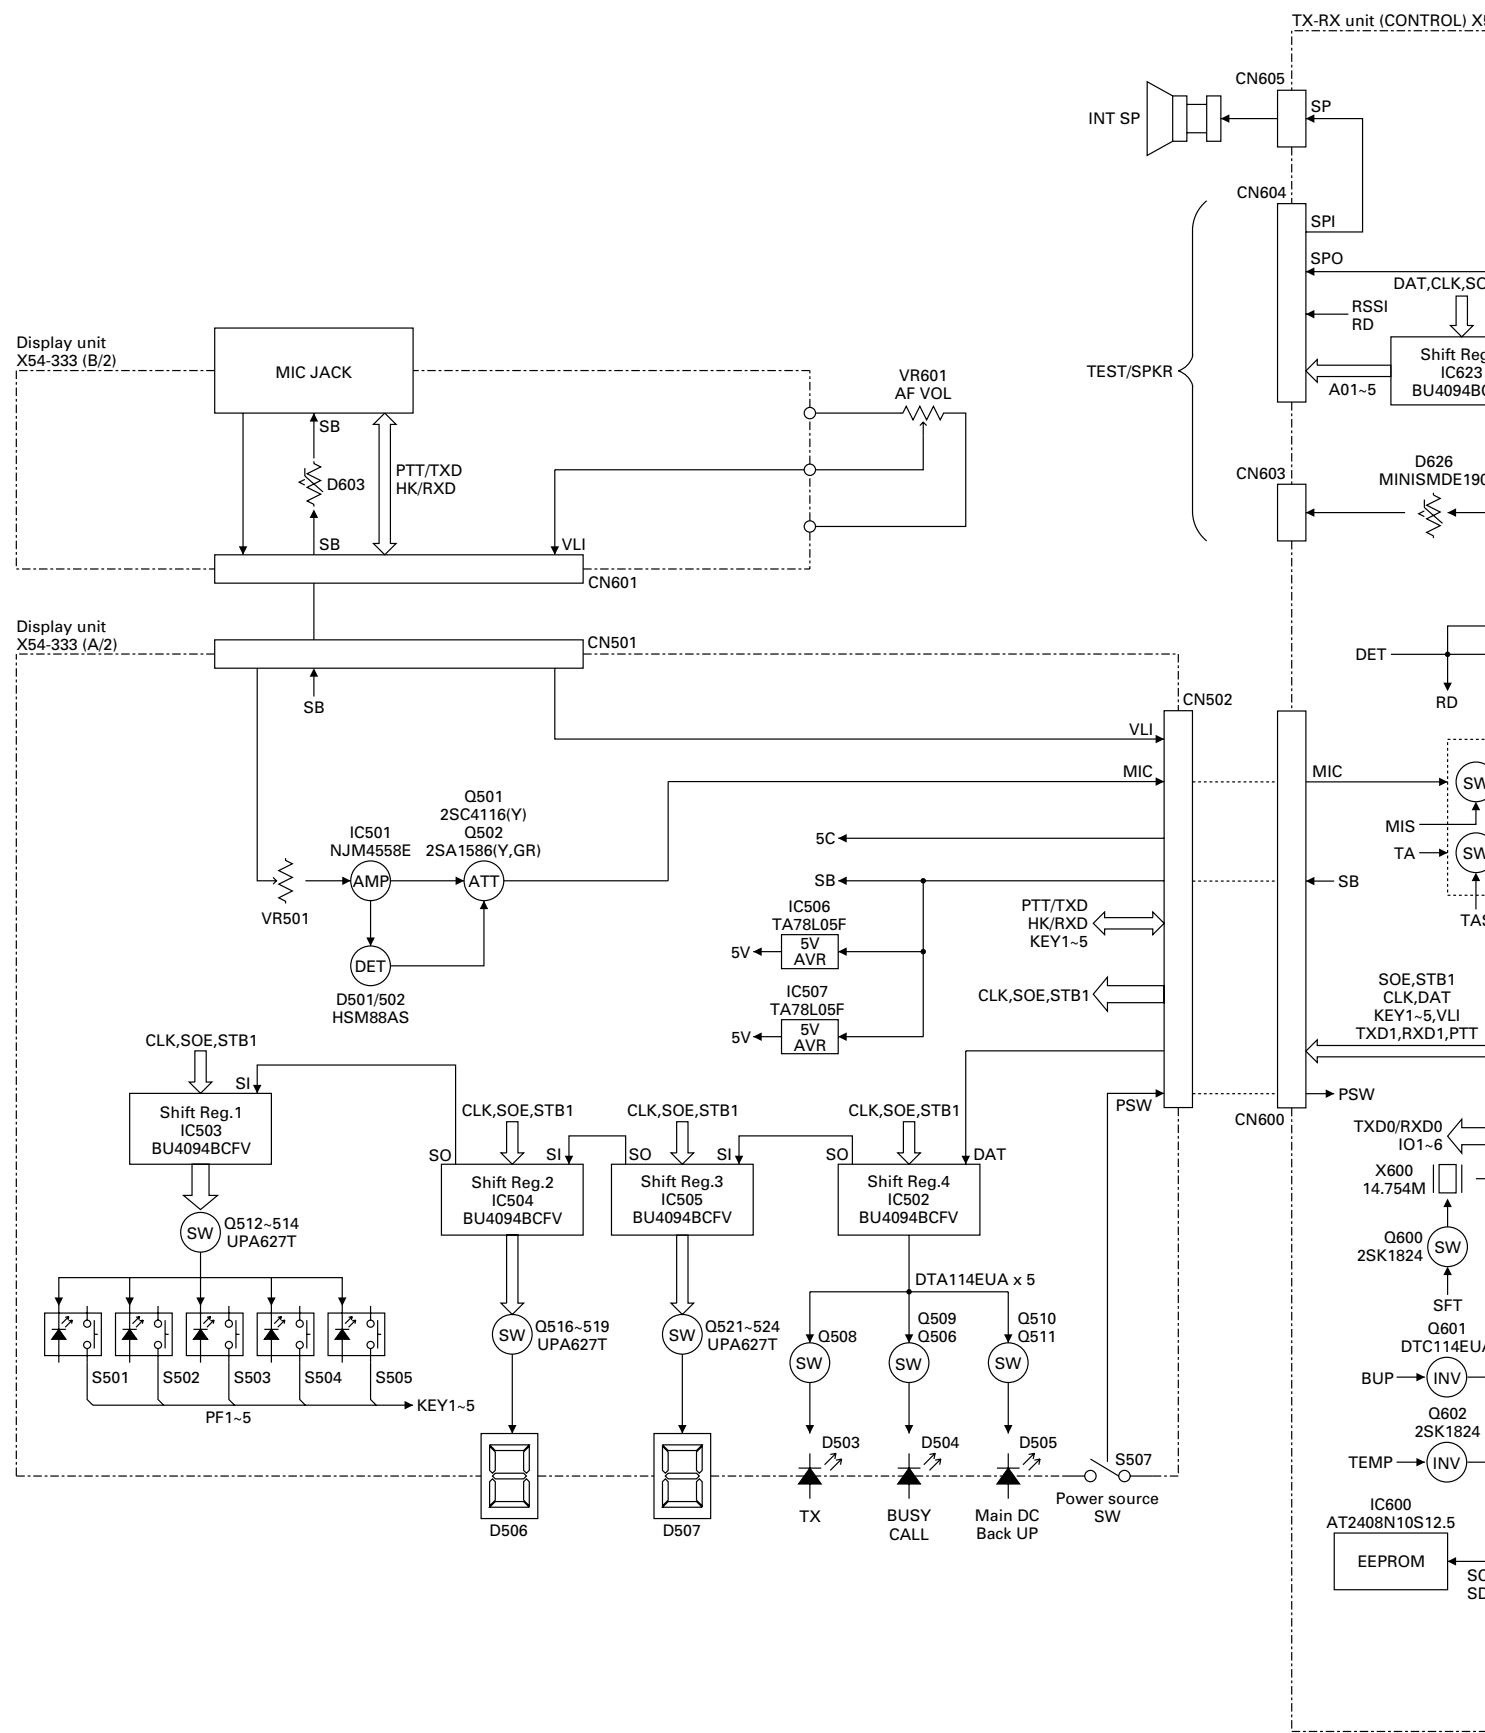 TX-RX unit (CONTROL)
CN605
SP
INT SP
CN604
SPI
SPO
DAT,CLK,
RSSI
RD
Shift
IC623
A01~5
TEST/SPKR
CN603
D626
Display unit
X54-333 (B/2)
MIC JACK
SB
D603
PTT/TXD
HK/RXD
SB
VLI
CN601
VR601
AF VOL
Display unit
X54-333 (A/2)
CN501
SB
CN502
VLI
MIC
MIC
DET
RD
MIS
TA
SB
Q501
2SC4116(Y)
Q502
2SA1586(Y,GR)
IC501
NJM4558E
AMP
ATT
VR501
DET
D501/502
HSM88AS
5C
SB
IC506
TA78L05F
5V
5V
AVR
IC507
TA78L05F
5V
5V
AVR
PTT/TXD
HK/RXD
KEY1~5
CLK,SOE,STB1
SOE,STB1
CLK,DAT
KEY1~5,VLI
TXD1,RXD1,PTT
PSW
PSW
CN600
CLK,SOE,STB1
SI
Shift Reg.1
IC503
BU4094BCFV
SW
Q512~514
UPA627T
CLK,SOE,STB1
SO
SI
Shift Reg.2
IC504
BU4094BCFV
CLK,SOE,STB1
SO
SI
Shift Reg.3
IC505
BU4094BCFV
CLK,SOE,STB1
SO
DAT
Shift Reg.4
IC502
BU4094BCFV
TXD0/RXD0
IO1~6
X600
14.754M
Q600
2SK1824
SW
SFT
Q601
BUP
INV
Q602
2SK1824
TEMP
INV
IC600
AT2408N10S12.5
EEPROM
S501
S502
S503
S504
S505
PF1~5
KEY1~5
SW
Q516~519
UPA627T
SW
Q521~524
UPA627T
DTA114EUA x 5
Q508
SW
Q509
Q506
SW
Q510
Q511
SW
D506
D507
D503
TX
D504
BUSY
CALL
D505
Main DC
Back UP
S507
Power source
SW